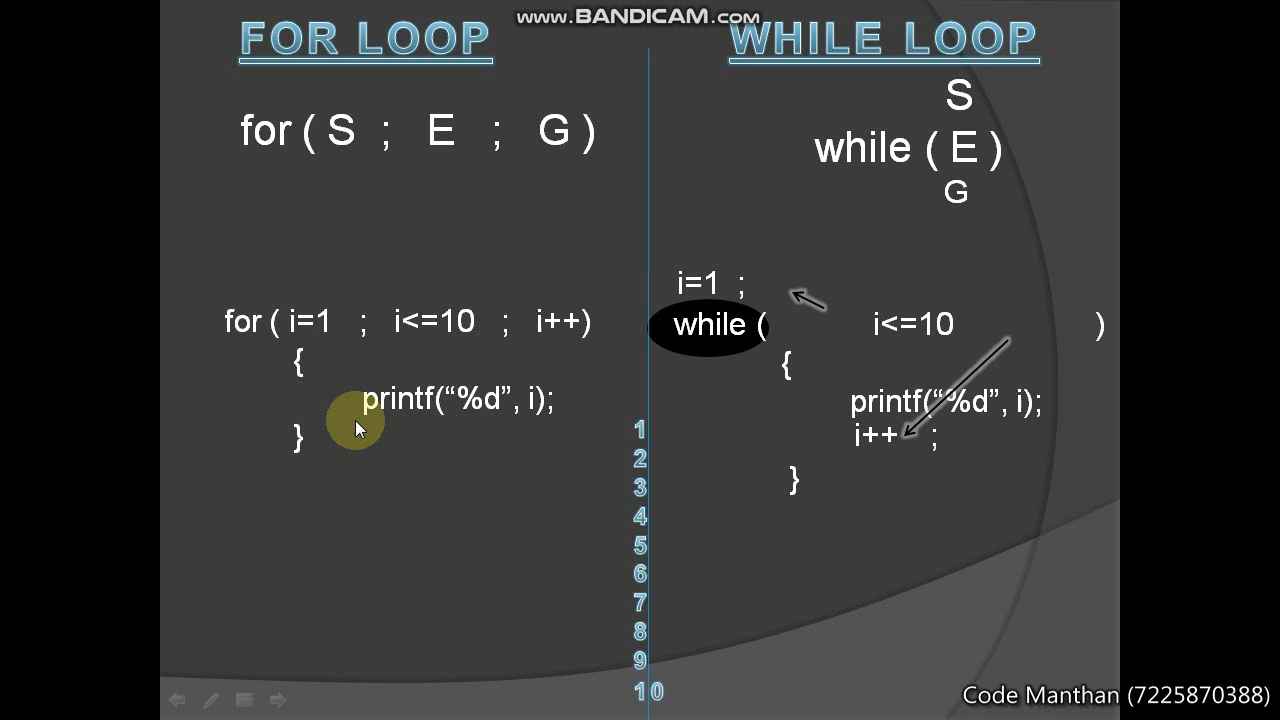 www.BANDICAM.com
FOR LOOP
for ( S ; E ; G )
for ( i=1 ; i<=10 ; i++)
{
printf(“%d”, i);
}
WHILE LOOP
S
while ( E )
G
i=1 ;
while ( i<=10 )
{
printf(“%d”, i);
i++ ;
}
1
2
3
4
5
6
7
8
9
10
Code Manthan (7225870388)